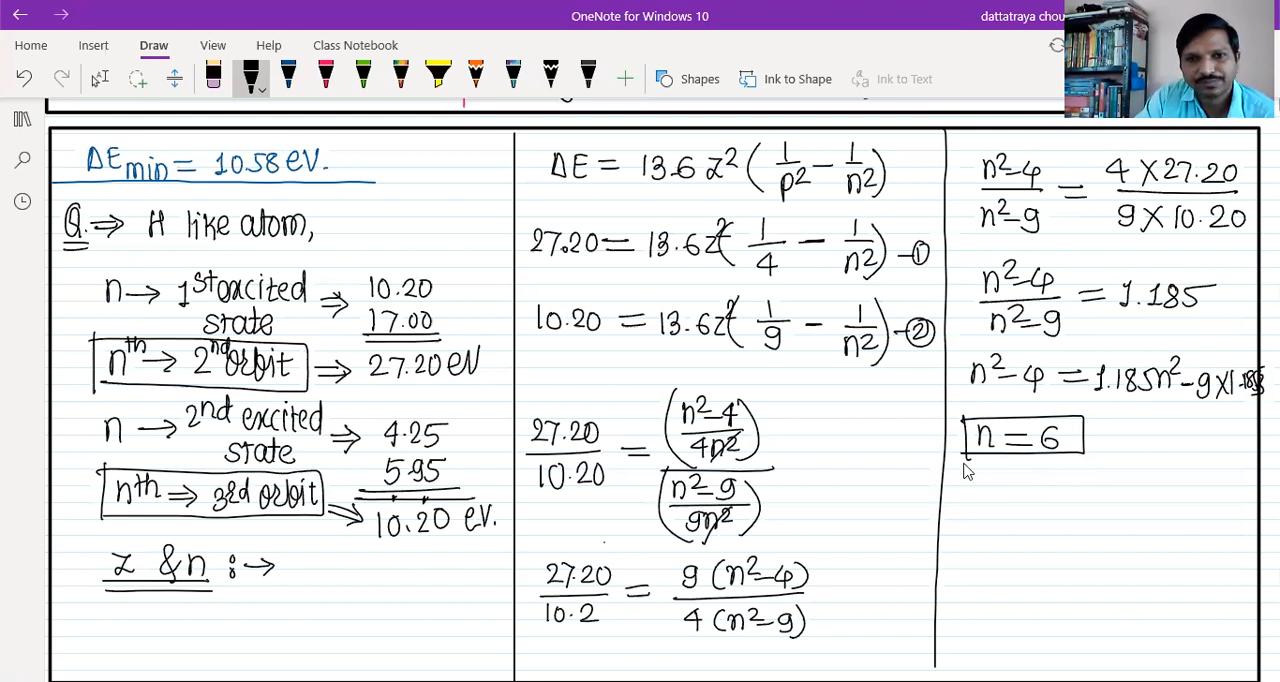 OneNote for Windows 10
dattatraya chou
Home Insert Draw View Help Class Notebook
Shapes Ink to Shape Ink to Text
ΔEmin = 10.58 eV.
Q. ⇒ H like atom,
n → 1st excited state ⇒ 10.20
17.00
nth → 2nd orbit ⇒ 27.20 eV
n → 2nd excited state ⇒ 4.25
5.95
nth ⇒ 3rd orbit ⇒ 10.20 eV.
z & n :→
ΔE = 13.6 z² (1/p² − 1/n²)
27.20 = 13.6z² (1/4 − 1/n²) –①
10.20 = 13.6z² (1/9 − 1/n²) –②
27.20/10.20 = ((n²−4)/4n²) / ((n²−9)/9n²)
27.20/10.2 = 9(n²−4) / 4(n²−9)
(n²−4)/(n²−9) = (4×27.20)/(9×10.20)
(n²−4)/(n²−9) = 1.185
n²−4 = 1.185n² − 9×1.185
n = 6